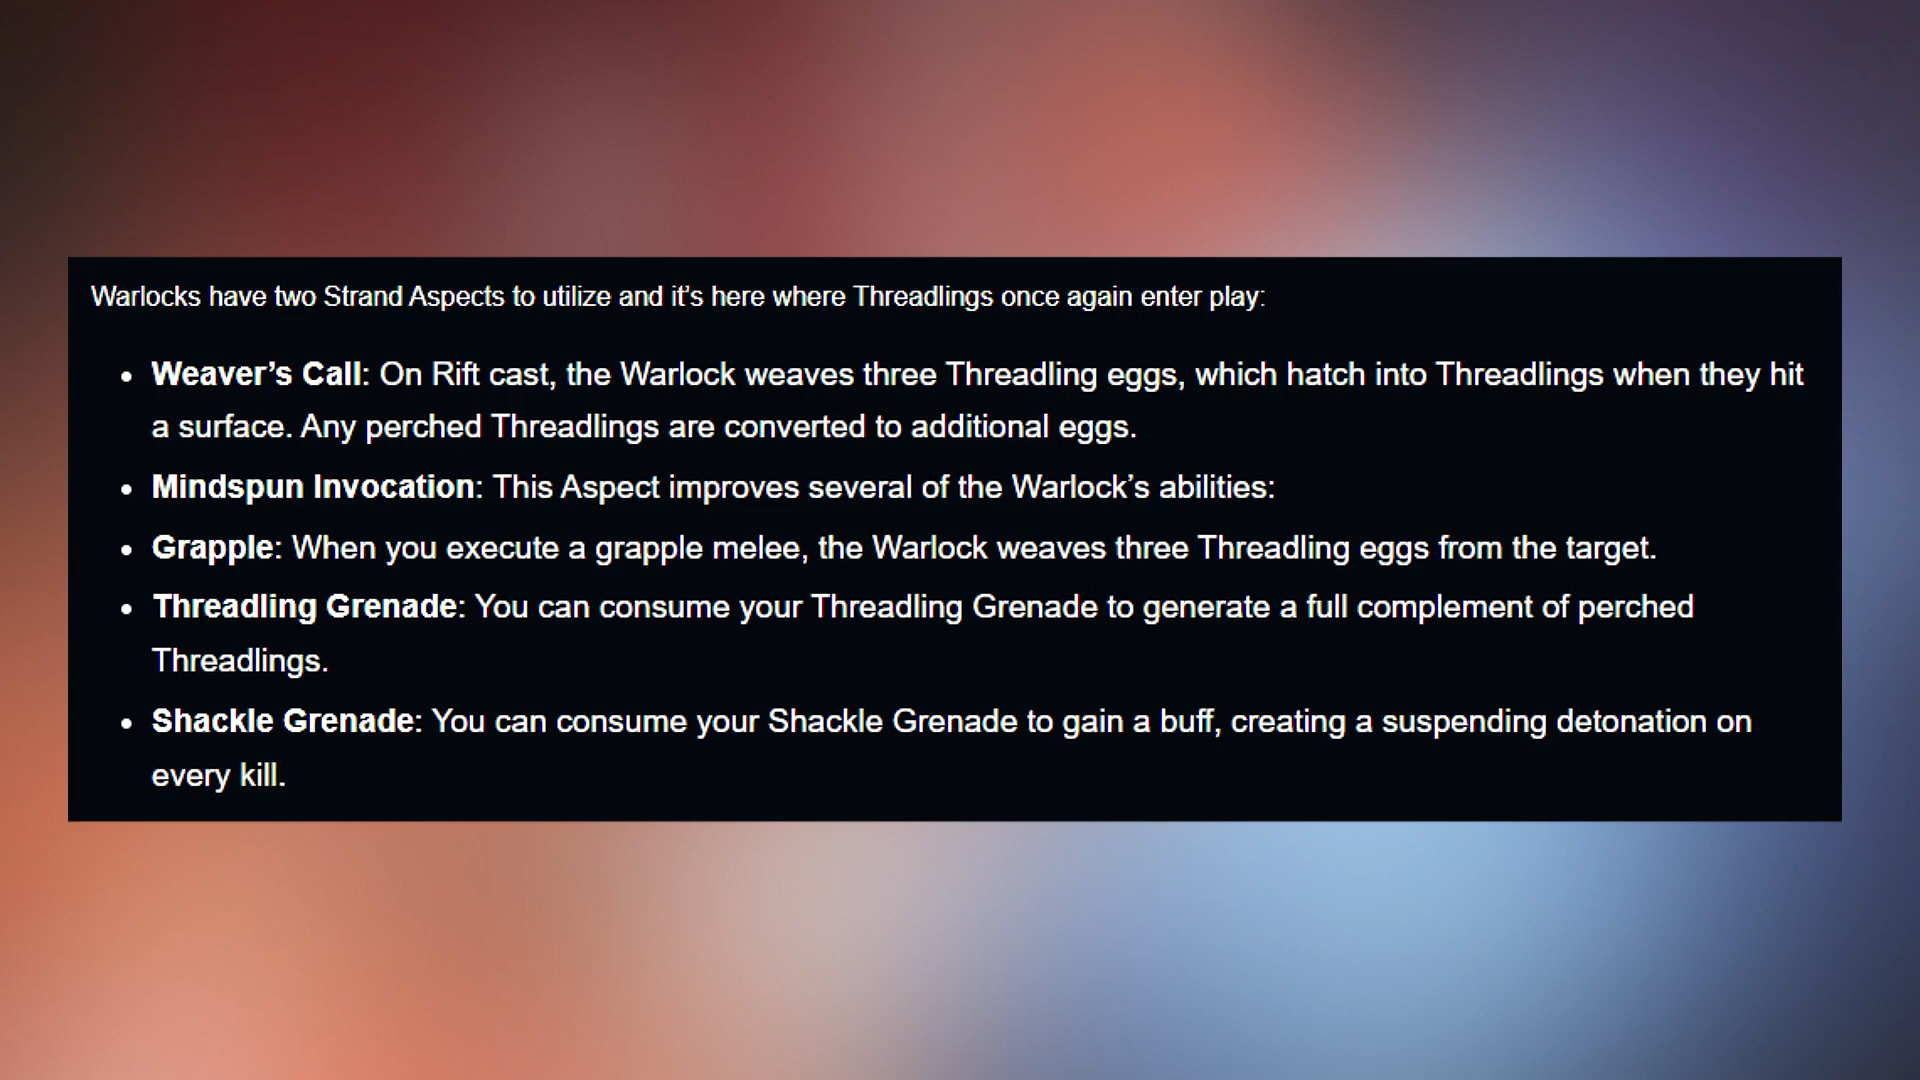 Warlocks have two Strand Aspects to utilize and it’s here where Threadlings once again enter play:
• Weaver’s Call: On Rift cast, the Warlock weaves three Threadling eggs, which hatch into Threadlings when they hit
a surface. Any perched Threadlings are converted to additional eggs.
• Mindspun Invocation: This Aspect improves several of the Warlock’s abilities:
• Grapple: When you execute a grapple melee, the Warlock weaves three Threadling eggs from the target.
• Threadling Grenade: You can consume your Threadling Grenade to generate a full complement of perched
Threadlings.
• Shackle Grenade: You can consume your Shackle Grenade to gain a buff, creating a suspending detonation on
every kill.